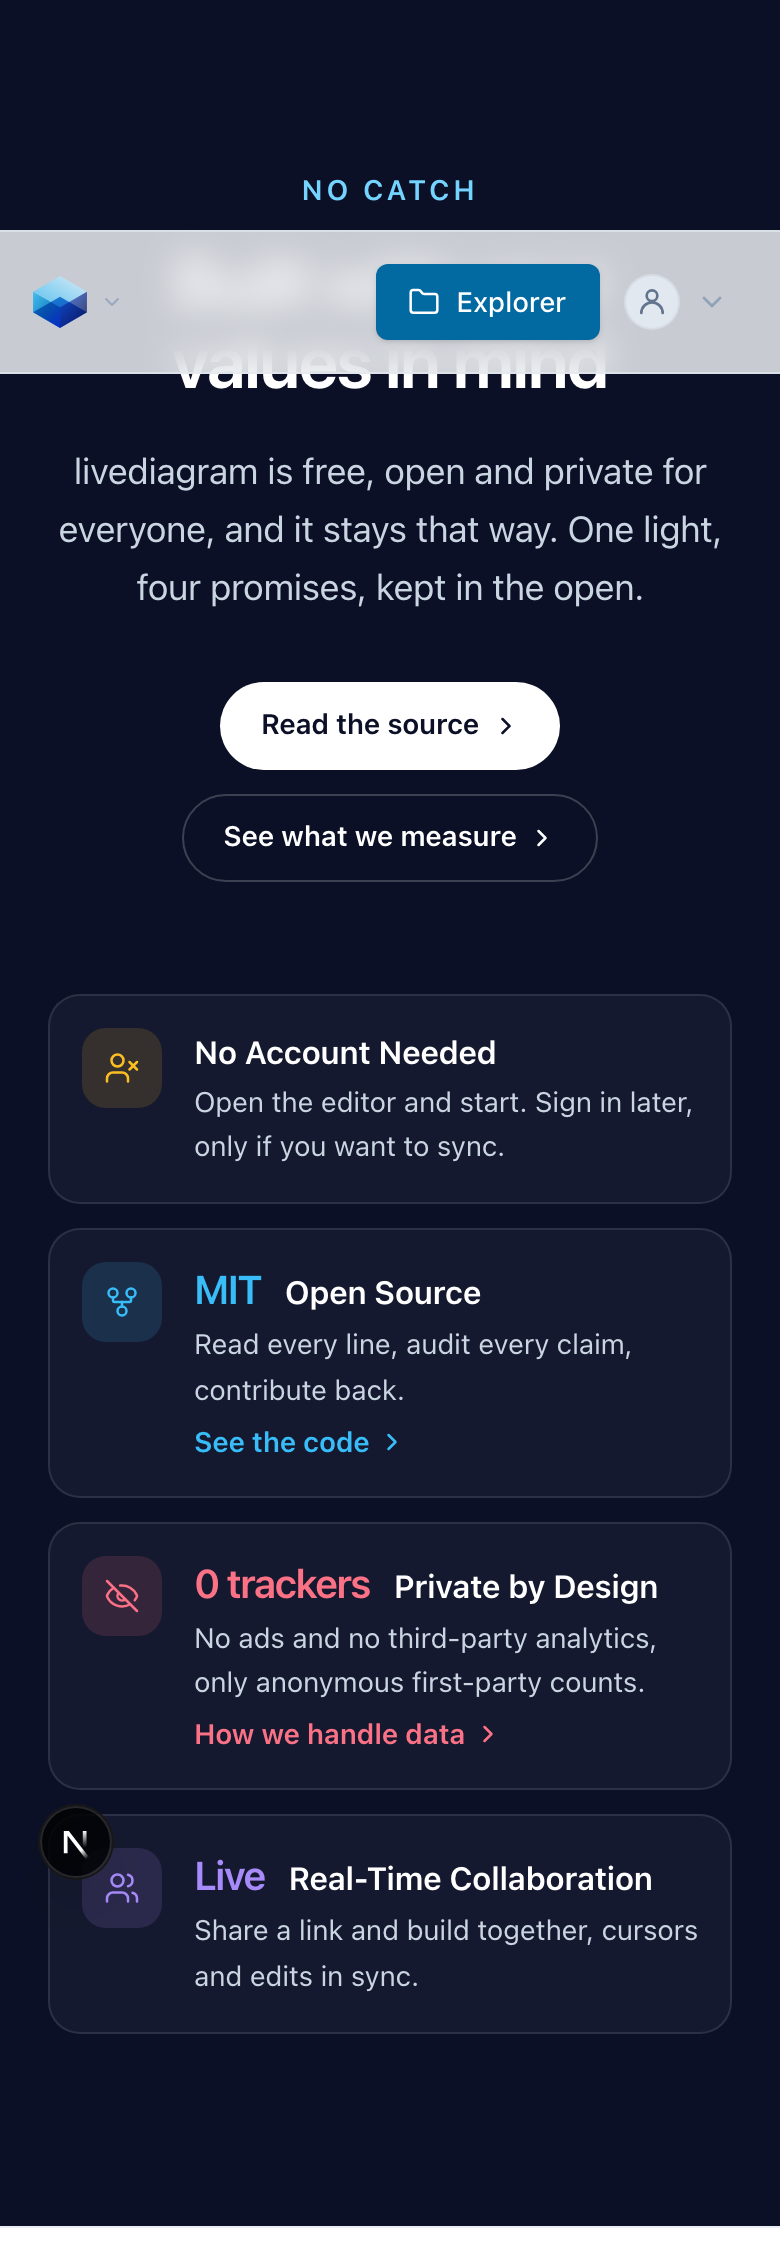 NO CATCH
Explorer
values in mind
livediagram is free, open and private for
everyone, and it stays that way. One light,
four promises, kept in the open.
Read the source
See what we measure
No Account Needed
Open the editor and start. Sign in later,
only if you want to sync.
MIT Open Source
Read every line, audit every claim,
contribute back.
See the code
0 trackers Private by Design
No ads and no third-party analytics,
only anonymous first-party counts.
How we handle data
N
Live Real-Time Collaboration
Share a link and build together, cursors
and edits in sync.